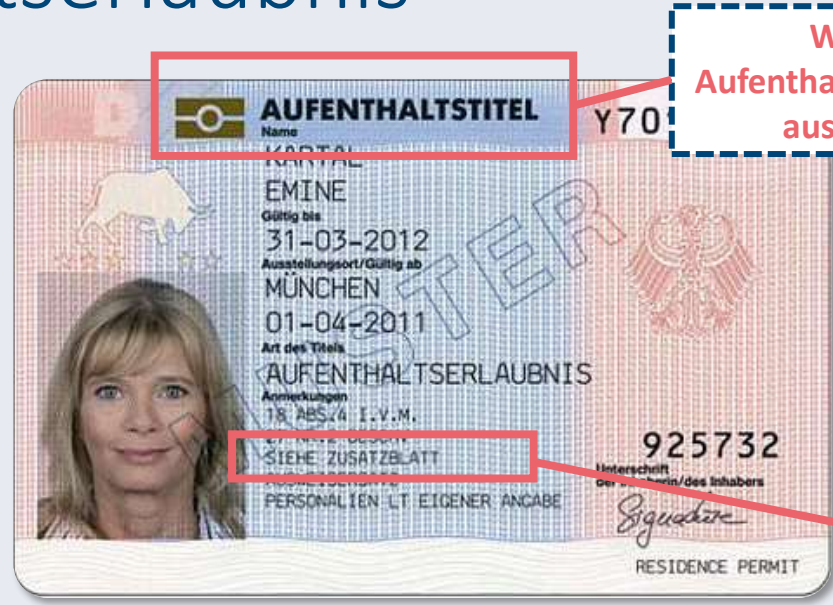 W
Aufentha
aus
AUFENTHALTSTITEL
Name
KARTAL
EMINE
Gültig bis
31-03-2012
Ausstellungsort/Gültig ab
MÜNCHEN
01-04-2011
Art des Titels
AUFENTHALTSERLAUBNIS
Anmerkungen
18 ABS.4 I.V.M.
SIEHE ZUSATZBLATT
AUSWEISERSATZ
PERSONALIEN LT EIGENER ANGABE
Y70
D
MUSTER
925732
Unterschrift
der Inhaberin/des Inhabers
Signature
RESIDENCE PERMIT